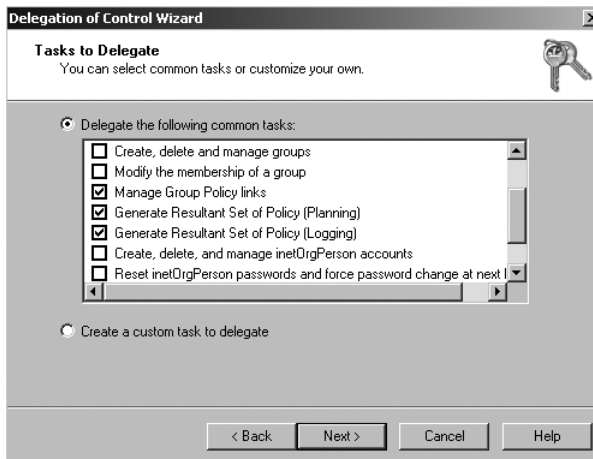 Delegation of Control Wizard
Tasks to Delegate
You can select common tasks or customize your own.
Delegate the following common tasks:
Create, delete and manage groups
Modify the membership of a group
Manage Group Policy links
Generate Resultant Set of Policy (Planning)
Generate Resultant Set of Policy (Logging)
Create, delete, and manage inetOrgPerson accounts
Reset inetOrgPerson passwords and force password change at next l
Create a custom task to delegate
< Back Next > Cancel Help